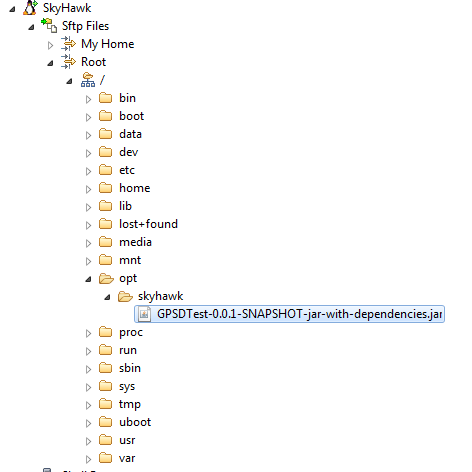 SkyHawk
Sftp Files
My Home
Root
/
bin
boot
data
dev
etc
home
lib
lost+found
media
mnt
opt
skyhawk
GPSDTest-0.0.1-SNAPSHOT-jar-with-dependencies.jar
proc
run
sbin
sys
tmp
uboot
usr
var